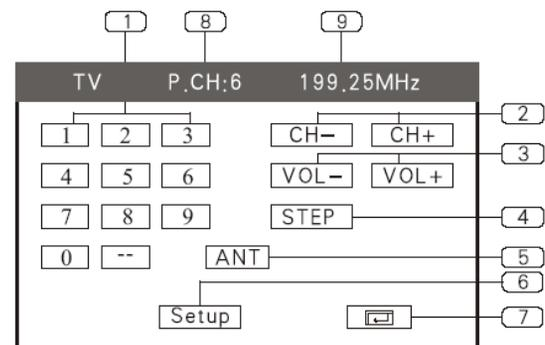 1 8 9
TV P.CH:6 199.25MHz
2
1 2 3 CH− CH+
3
4 5 6 VOL− VOL+
7 8 9 STEP 4
0 -- ANT 5
6
Setup 7